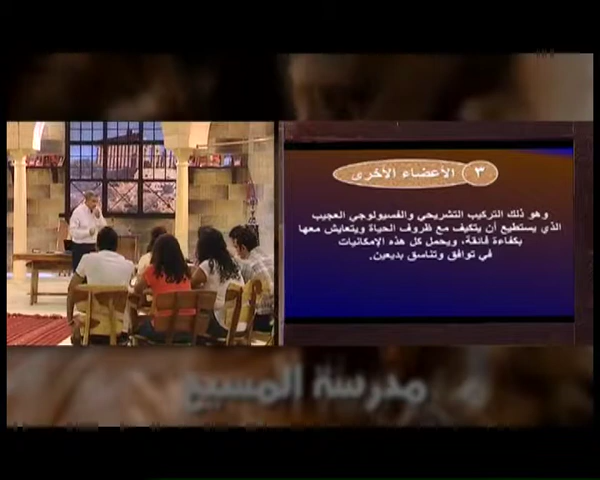 ٣ الأعضاء الأخرى
وهو ذلك التركيب التشريحي والفسيولوجي العجيب
الذي يستطيع أن يتكيف مع ظروف الحياة ويتعايش معها
بكفاءة فائقة، ويحمل كل هذه الإمكانيات
في توافق وتناسق بديعين.
مدرسة المسيح